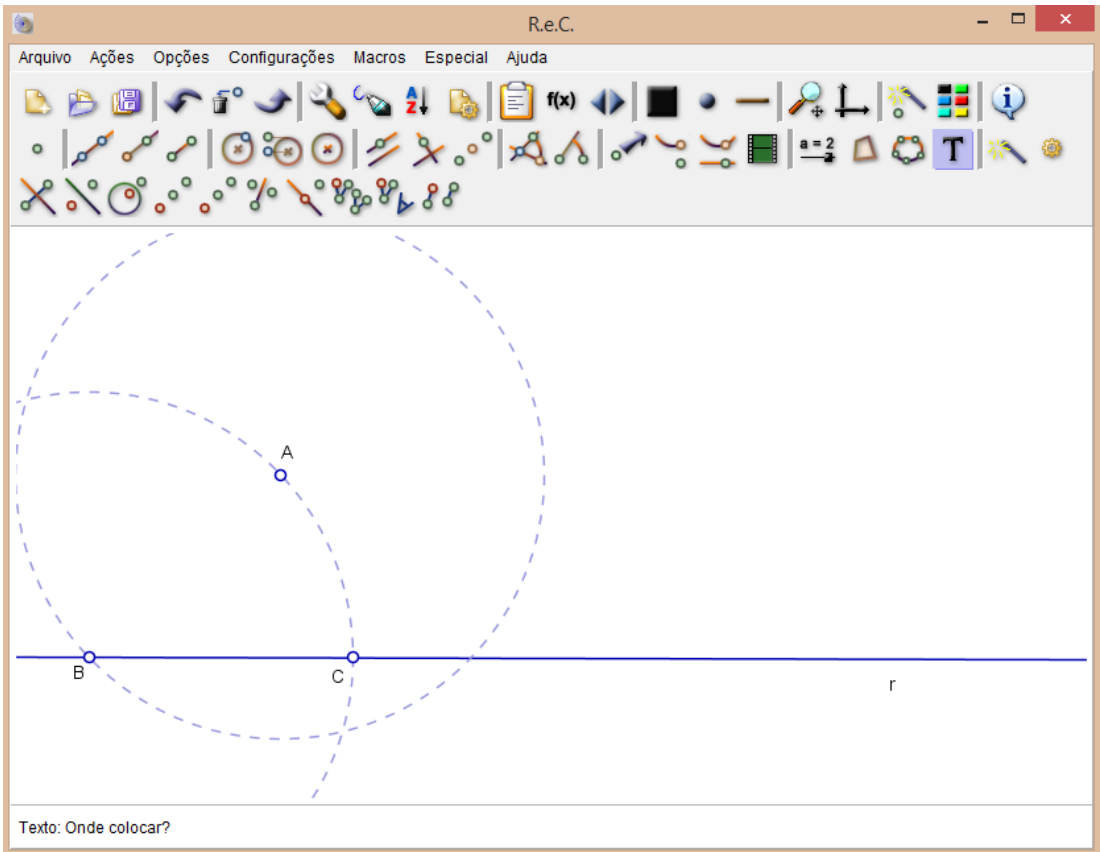 R.e.C.
Arquivo Ações Opções Configurações Macros Especial Ajuda
A
Z
f(x)
i
a = 2
T
A
B
C
r
Texto: Onde colocar?